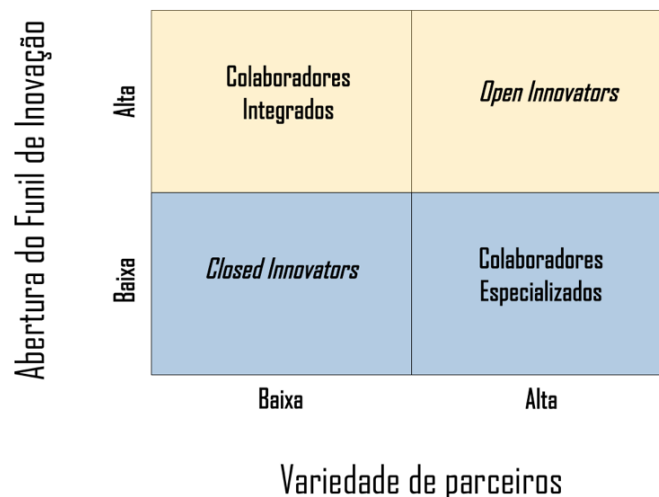 Abertura do Funil de Inovação
Alta
Colaboradores
Integrados
Open Innovators
Baixa
Closed Innovators
Colaboradores
Especializados
Baixa
Alta
Variedade de parceiros